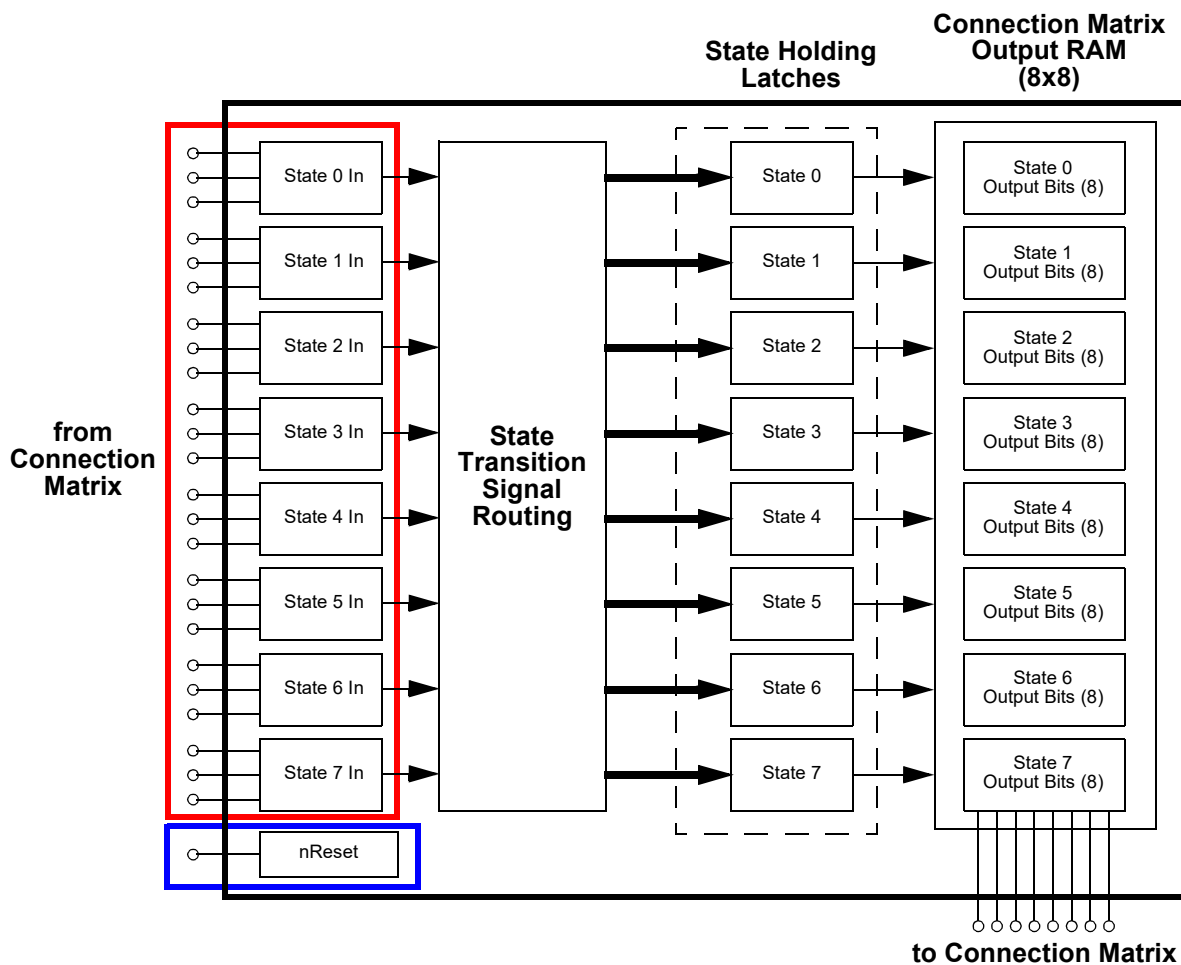 Connection Matrix
Output RAM
(8x8)
State Holding
Latches
from
Connection
Matrix
State 0 In
State 1 In
State 2 In
State 3 In
State 4 In
State 5 In
State 6 In
State 7 In
nReset
State
Transition
Signal
Routing
State 0
State 1
State 2
State 3
State 4
State 5
State 6
State 7
State 0
Output Bits (8)
State 1
Output Bits (8)
State 2
Output Bits (8)
State 3
Output Bits (8)
State 4
Output Bits (8)
State 5
Output Bits (8)
State 6
Output Bits (8)
State 7
Output Bits (8)
to Connection Matrix